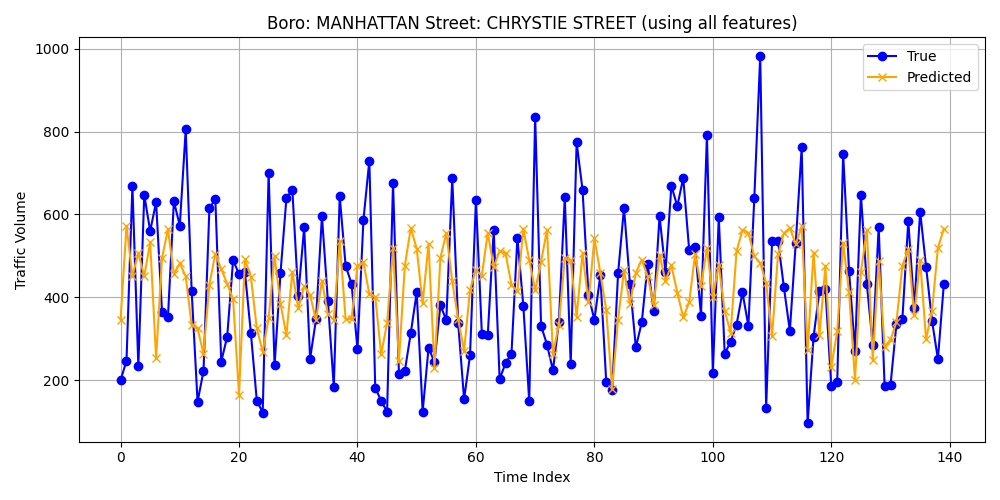 Boro: MANHATTAN Street: CHRYSTIE STREET (using all features)
True
Predicted
Traffic Volume
1000
800
600
400
200
0 20 40 60 80 100 120 140
Time Index